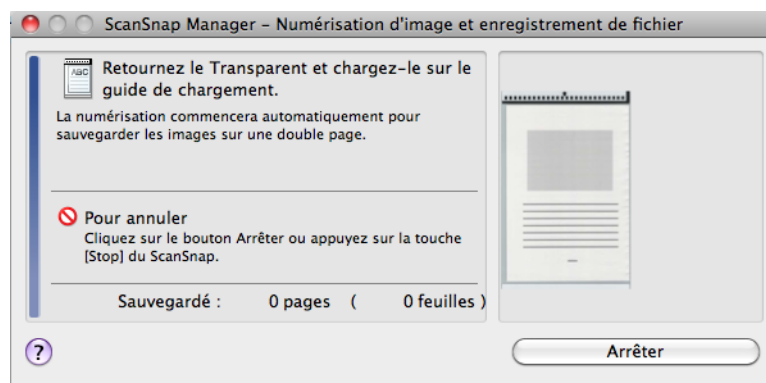 ScanSnap Manager – Numérisation d'image et enregistrement de fichier
ABC
Retournez le Transparent et chargez-le sur le
guide de chargement.
La numérisation commencera automatiquement pour
sauvegarder les images sur une double page.
Pour annuler
Cliquez sur le bouton Arrêter ou appuyez sur la touche
[Stop] du ScanSnap.
Sauvegardé : 0 pages ( 0 feuilles )
? Arrêter